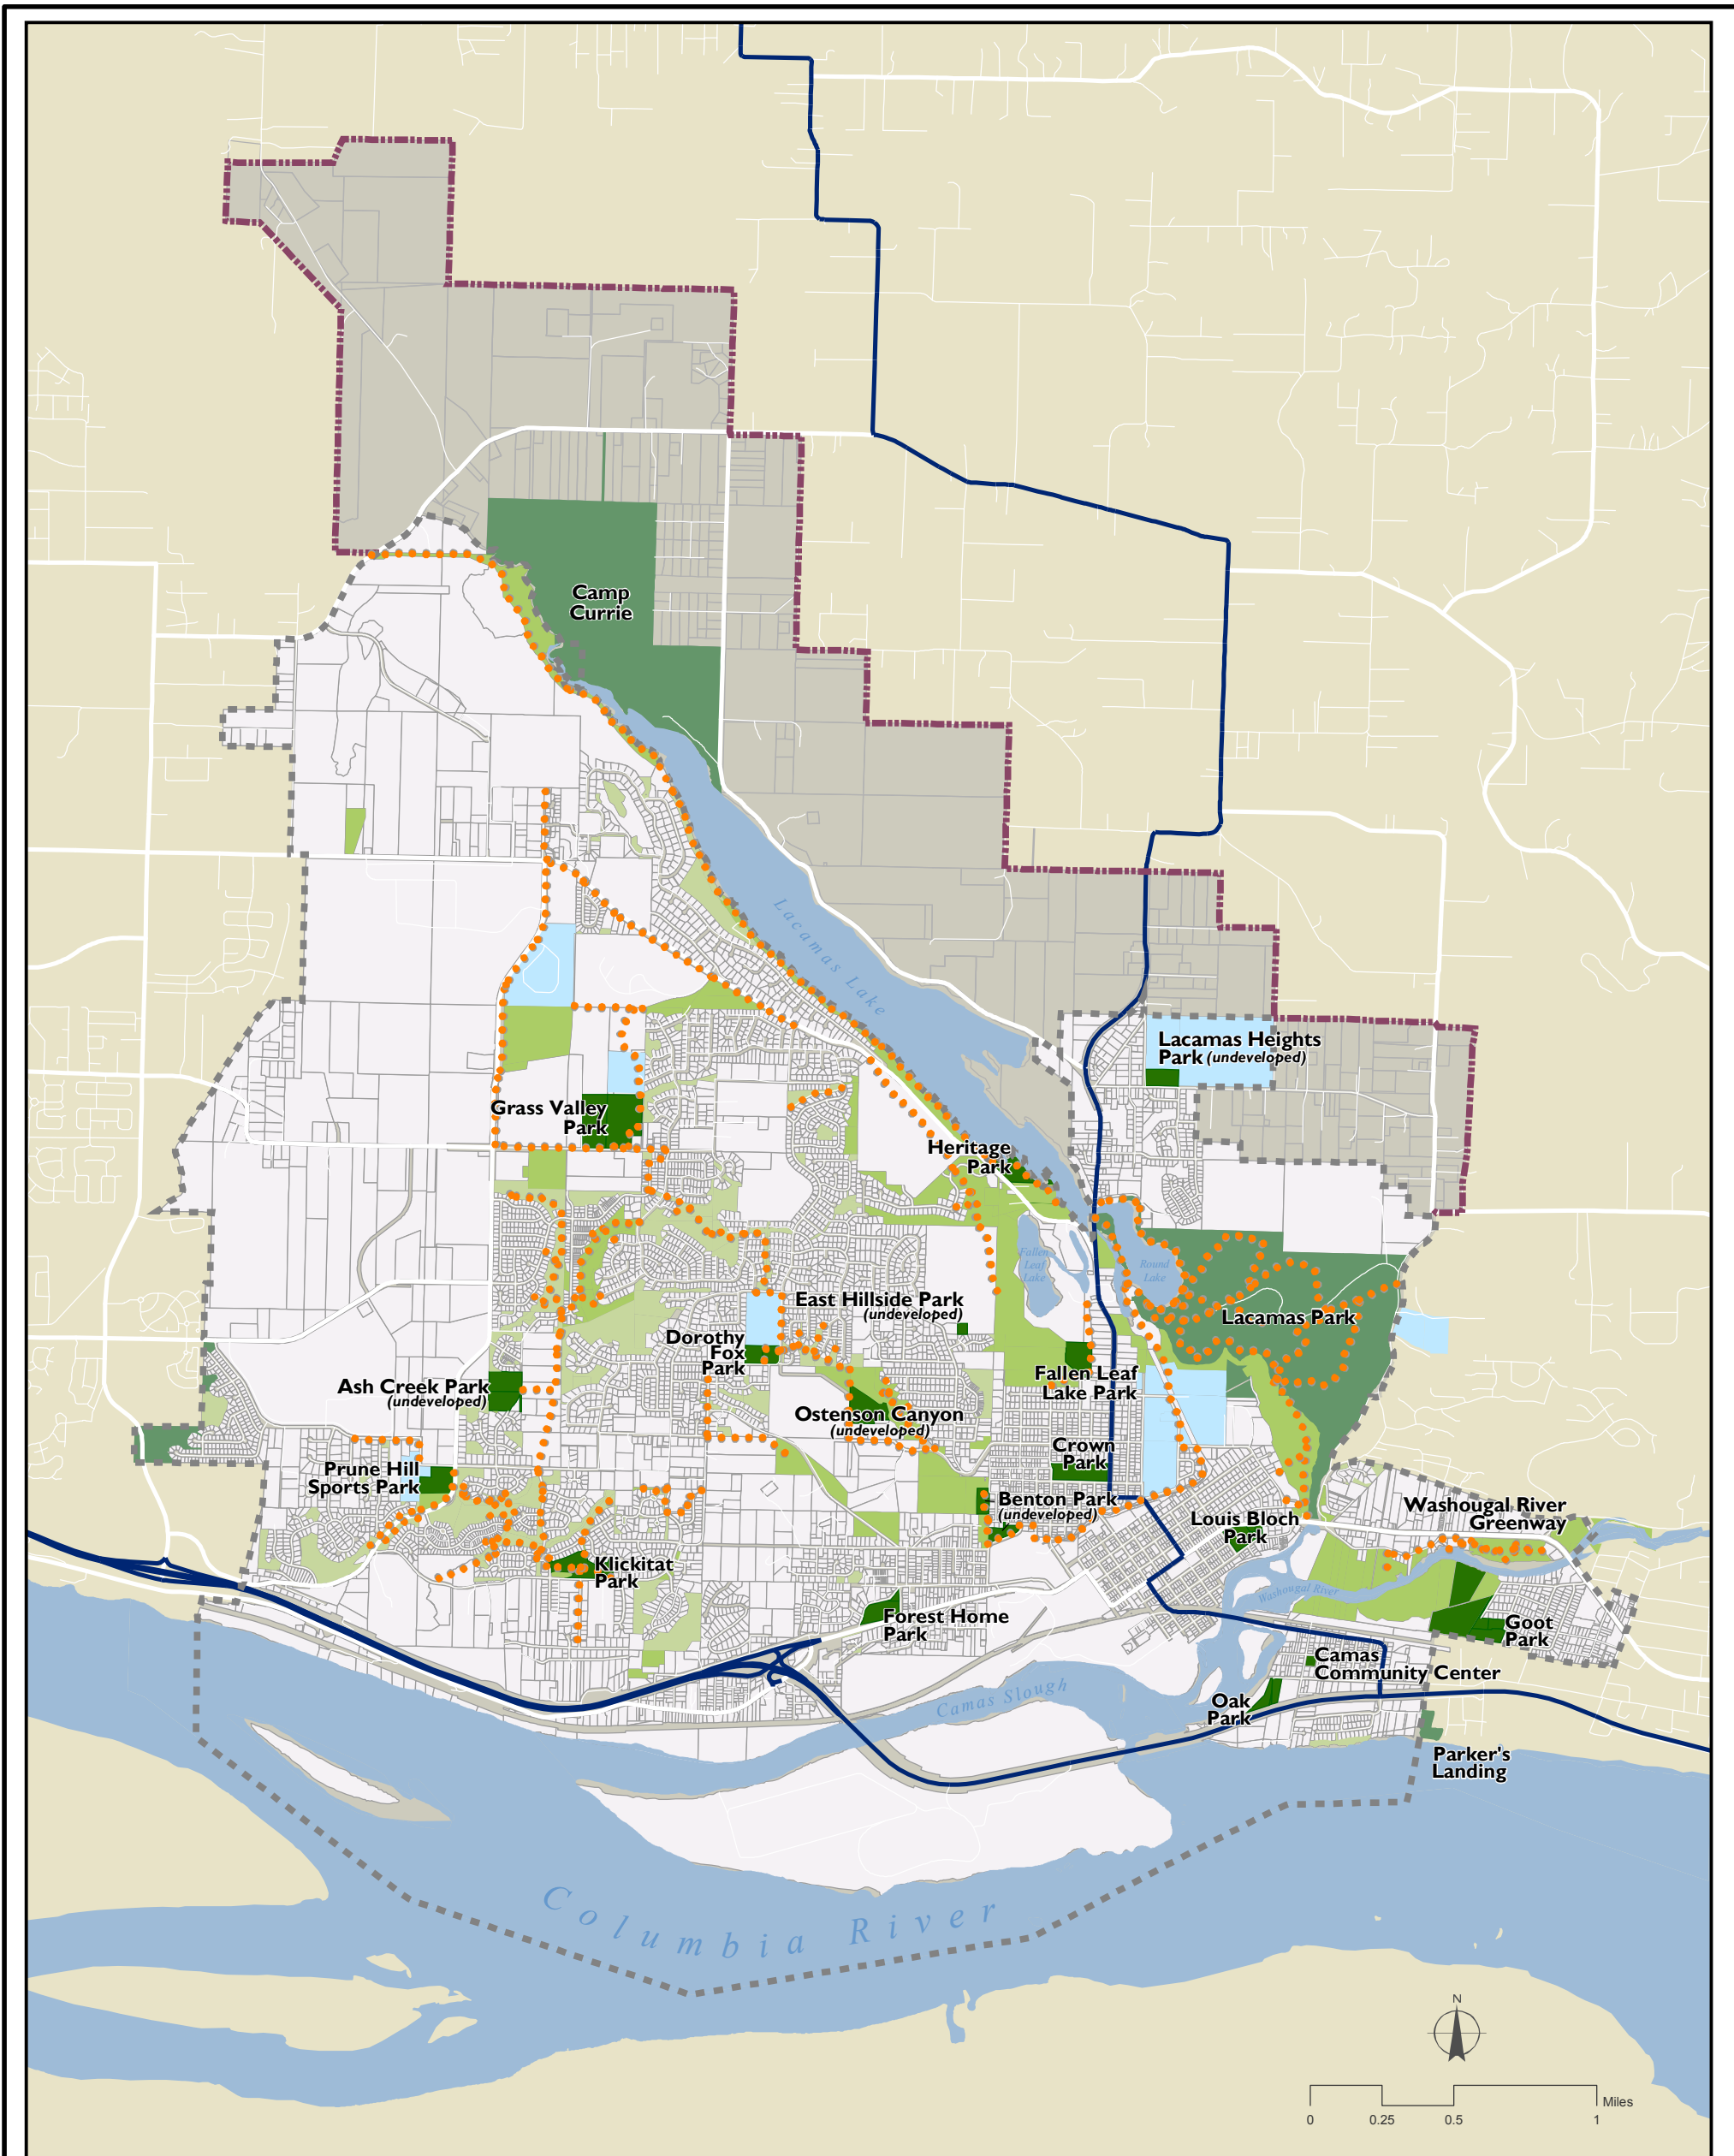 Camp
Currie
Lacamas Lake
Lacamas Heights
Park (undeveloped)
Grass Valley
Park
Heritage
Park
Fallen
Leaf
Lake
Round
Lake
East Hillside Park
(undeveloped)
Lacamas Park
Dorothy
Fox
Park
Fallen Leaf
Lake Park
Ash Creek Park
(undeveloped)
Ostenson Canyon
(undeveloped)
Crown
Park
Prune Hill
Sports Park
Benton Park
(undeveloped)
Louis Bloch
Park
Washougal River
Greenway
Klickitat
Park
Washougal River
Forest Home
Park
Goot
Park
Camas
Community Center
Camas Slough
Oak
Park
Parker's
Landing
Columbia River
N
Miles
0 0.25 0.5 1